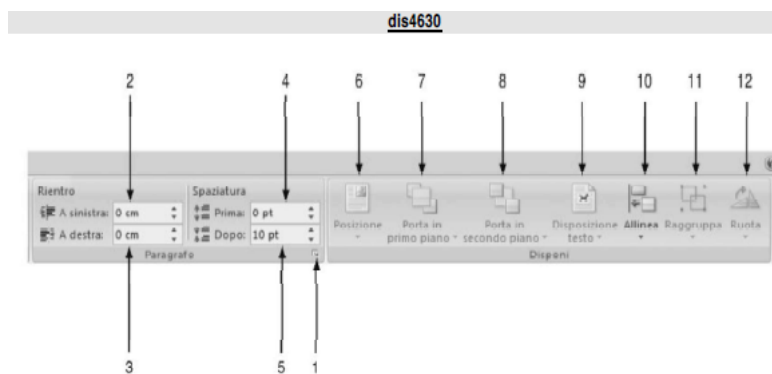 dis4630
2 4 6 7 8 9 10 11 12
Rientro Spaziatura
A sinistra: 0 cm Prima: 0 pt
A destra: 0 cm Dopo: 10 pt
Posizione Porta in primo piano Porta in secondo piano Disposizione testo Allinea Raggruppa Ruota
Paragrafo Disponi
3 5 1